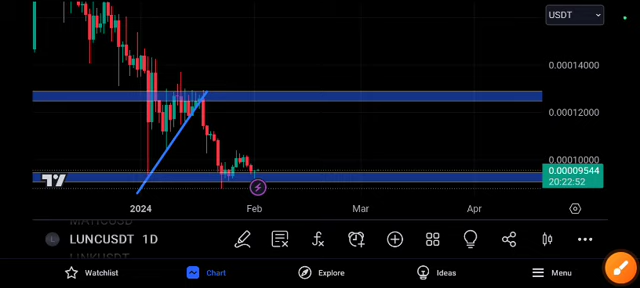 USDT
0.00014000
0.00012000
0.00010000
0.00009544
20:22:52
2024 Feb Mar Apr
LUNCUSDT 1D
Watchlist Chart Explore Ideas Menu